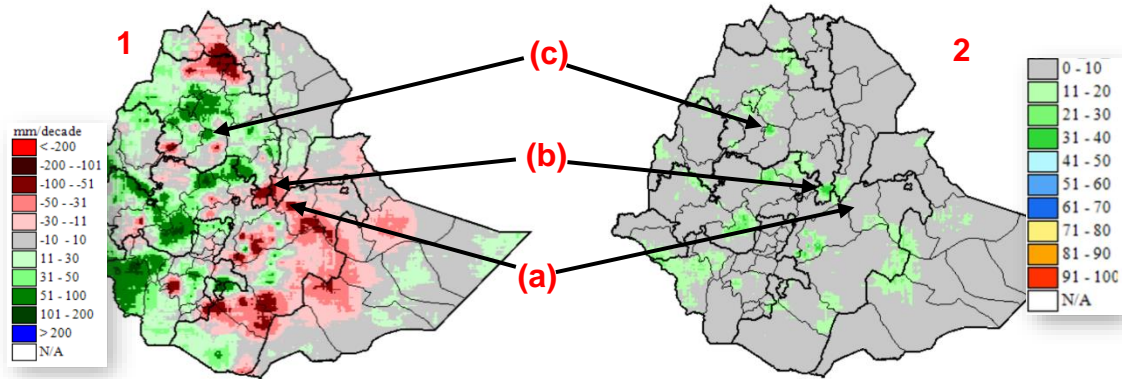 1
(c)
2
(b)
(a)
mm/decade
< -200
-200 - -101
-100 - -51
-50 - -31
-30 - -11
-10 - 10
11 - 30
31 - 50
51 - 100
101 - 200
> 200
N/A
0 - 10
11 - 20
21 - 30
31 - 40
41 - 50
51 - 60
61 - 70
71 - 80
81 - 90
91 - 100
N/A